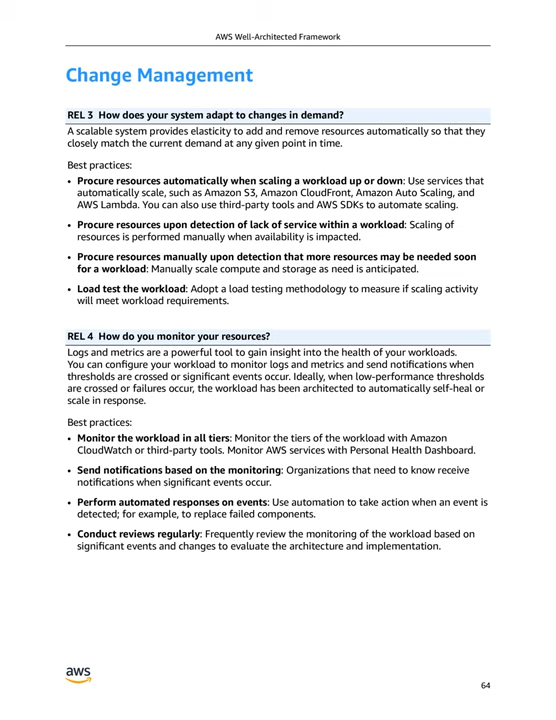 AWS Well-Architected Framework
Change Management
REL 3 How does your system adapt to changes in demand?
A scalable system provides elasticity to add and remove resources automatically so that they
closely match the current demand at any given point in time.
Best practices:
• Procure resources automatically when scaling a workload up or down: Use services that
automatically scale, such as Amazon S3, Amazon CloudFront, Amazon Auto Scaling, and
AWS Lambda. You can also use third-party tools and AWS SDKs to automate scaling.
• Procure resources upon detection of lack of service within a workload: Scaling of
resources is performed manually when availability is impacted.
• Procure resources manually upon detection that more resources may be needed soon
for a workload: Manually scale compute and storage as need is anticipated.
• Load test the workload: Adopt a load testing methodology to measure if scaling activity
will meet workload requirements.
REL 4 How do you monitor your resources?
Logs and metrics are a powerful tool to gain insight into the health of your workloads.
You can configure your workload to monitor logs and metrics and send notifications when
thresholds are crossed or significant events occur. Ideally, when low-performance thresholds
are crossed or failures occur, the workload has been architected to automatically self-heal or
scale in response.
Best practices:
• Monitor the workload in all tiers: Monitor the tiers of the workload with Amazon
CloudWatch or third-party tools. Monitor AWS services with Personal Health Dashboard.
• Send notifications based on the monitoring: Organizations that need to know receive
notifications when significant events occur.
• Perform automated responses on events: Use automation to take action when an event is
detected; for example, to replace failed components.
• Conduct reviews regularly: Frequently review the monitoring of the workload based on
significant events and changes to evaluate the architecture and implementation.
aws
64